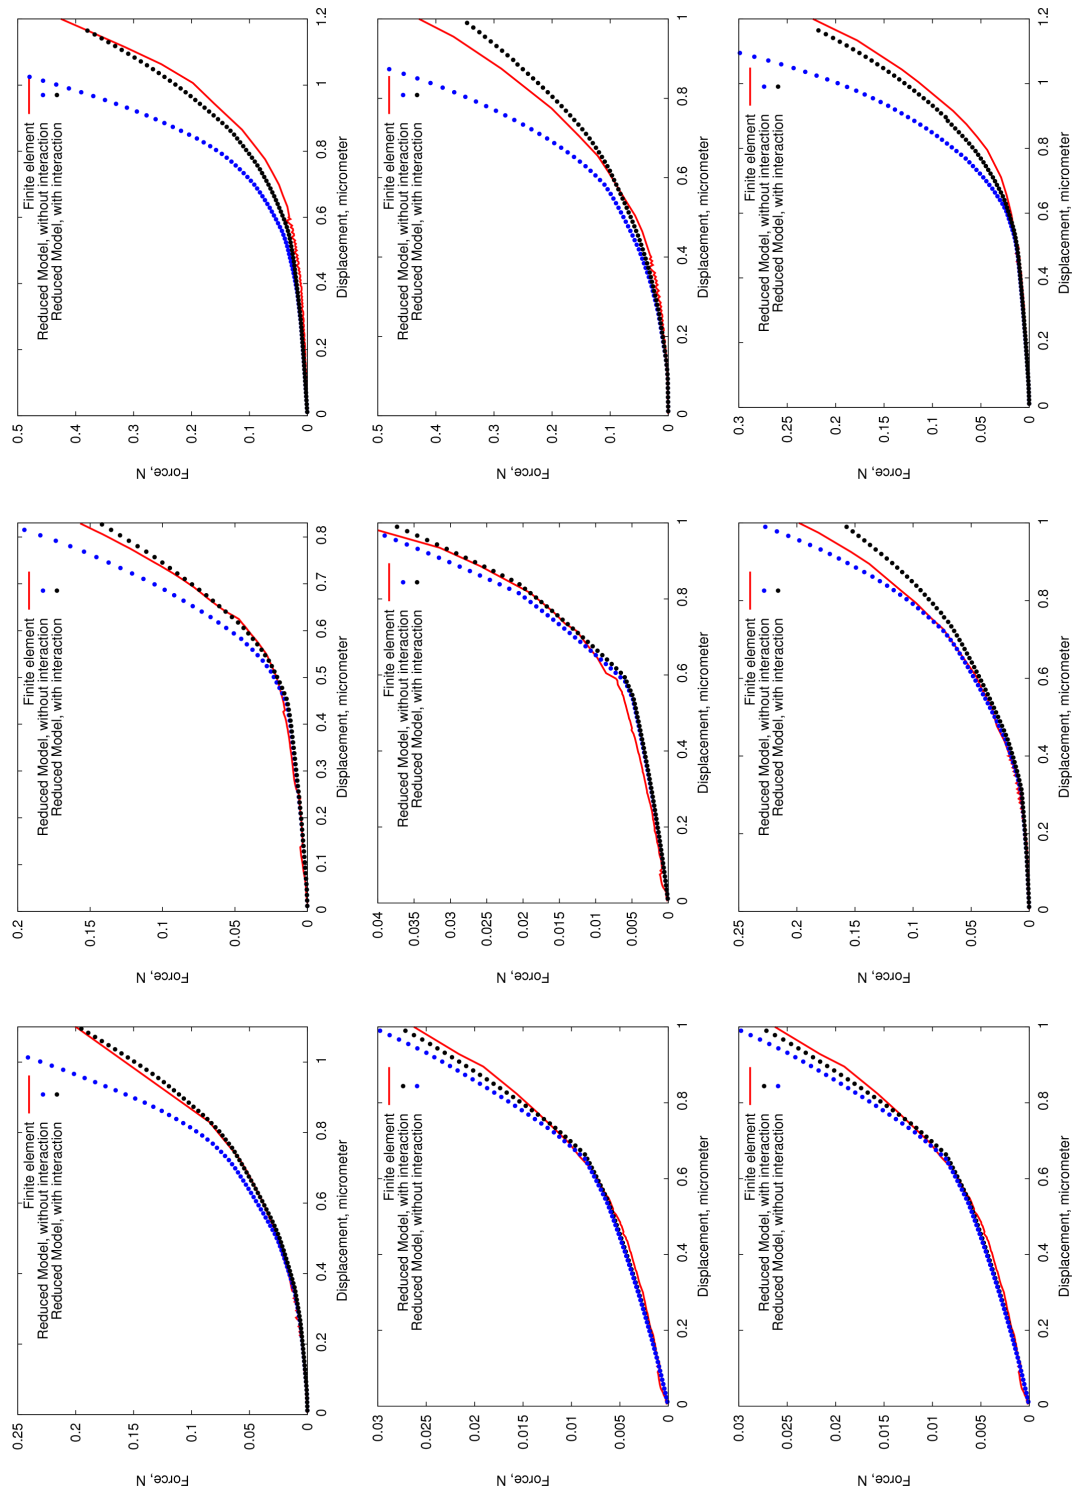 Force, N
0.25
0.2
0.15
0.1
0.05
0
Finite element
Reduced Model, without interaction
Reduced Model, with interaction
0 0.2 0.4 0.6 0.8 1
Displacement, micrometer
Force, N
0.2
0.15
0.1
0.05
0
Finite element
Reduced Model, without interaction
Reduced Model, with interaction
0 0.1 0.2 0.3 0.4 0.5 0.6 0.7 0.8
Displacement, micrometer
Force, N
0.5
0.4
0.3
0.2
0.1
0
Finite element
Reduced Model, without interaction
Reduced Model, with interaction
0 0.2 0.4 0.6 0.8 1 1.2
Displacement, micrometer
Force, N
0.03
0.025
0.02
0.015
0.01
0.005
0
Finite element
Reduced Model, with interaction
Reduced Model, without interaction
0 0.2 0.4 0.6 0.8 1
Displacement, micrometer
Force, N
0.04
0.035
0.03
0.025
0.02
0.015
0.01
0.005
0
Finite element
Reduced Model, without interaction
Reduced Model, with interaction
0 0.2 0.4 0.6 0.8 1
Displacement, micrometer
Force, N
0.5
0.4
0.3
0.2
0.1
0
Finite element
Reduced Model, without interaction
Reduced Model, with interaction
0 0.2 0.4 0.6 0.8 1
Displacement, micrometer
Force, N
0.03
0.025
0.02
0.015
0.01
0.005
0
Finite element
Reduced Model, with interaction
Reduced Model, without interaction
0 0.2 0.4 0.6 0.8 1
Displacement, micrometer
Force, N
0.25
0.2
0.15
0.1
0.05
0
Finite element
Reduced Model, without interaction
Reduced Model, with interaction
0 0.2 0.4 0.6 0.8 1
Displacement, micrometer
Force, N
0.3
0.25
0.2
0.15
0.1
0.05
0
Finite element
Reduced Model, without interaction
Reduced Model, with interaction
0 0.2 0.4 0.6 0.8 1 1.2
Displacement, micrometer